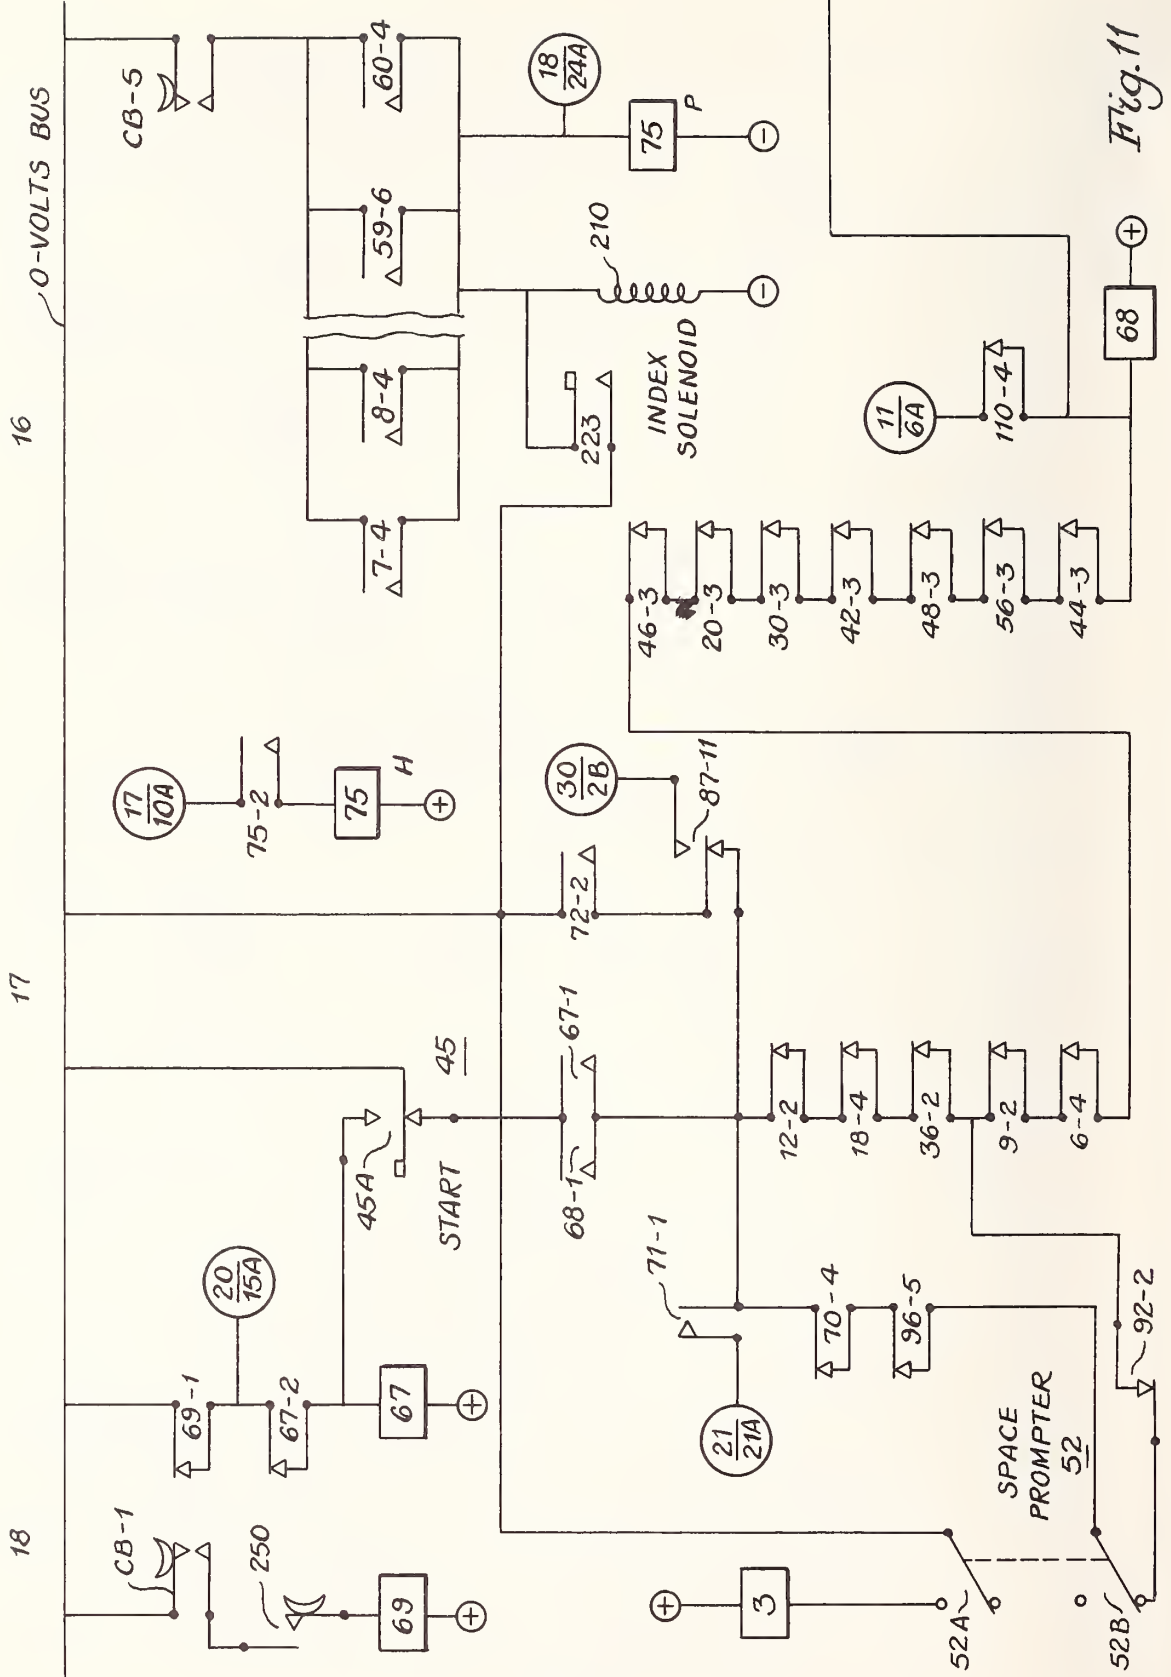 16
17
18
O-VOLTS BUS
CB-5
60-4
59-6
8-4
7-4
18
24A
75
P
−
210
INDEX
SOLENOID
−
223
17
10A
75-2
75
H
+
20
15A
69-1
67-2
67
+
CB-1
250
69
+
45A
START
45
68-1
67-1
72-2
30
2B
87-11
71-1
21
21A
70-4
96-5
12-2
18-4
36-2
9-2
6-4
46-3
20-3
30-3
42-3
48-3
56-3
44-3
11
6A
110-4
68
+
SPACE
PROMPTER
52
+
3
52A
52B
92-2
Fig. 11